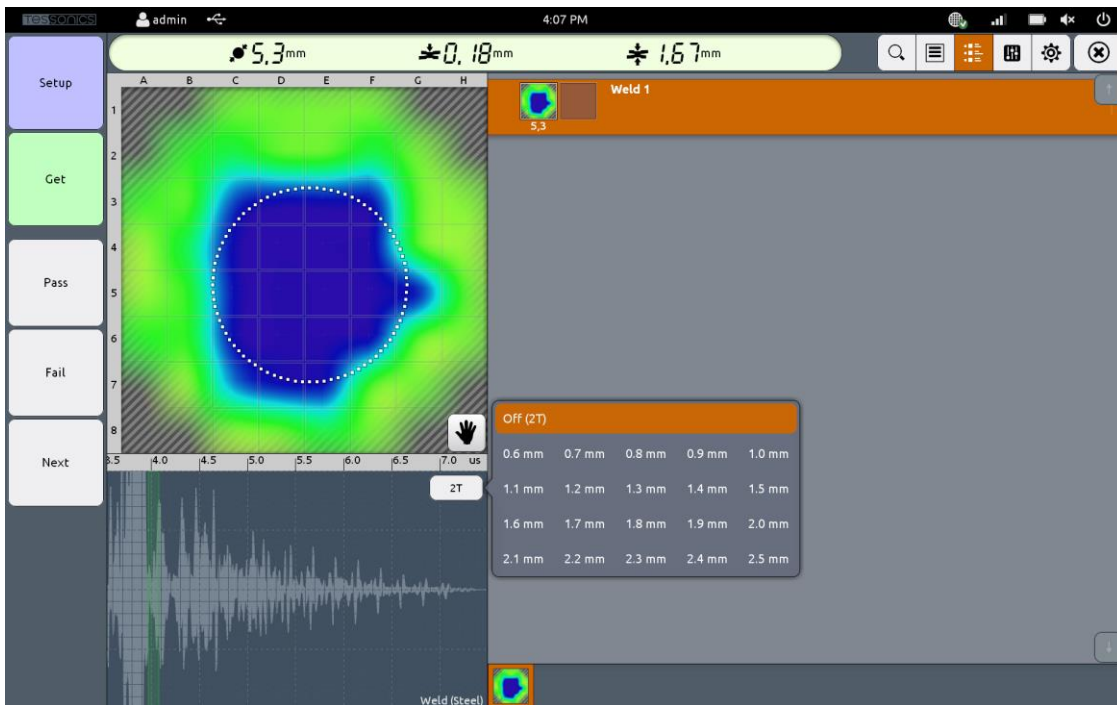 Tessonics admin 4:07 PM
5,3mm 0,18mm 1,67mm
Setup
Get
Pass
Fail
Next
A B C D E F G H
1
2
3
4
5
6
7
8
3.5 4.0 4.5 5.0 5.5 6.0 6.5 7.0 us
2T
Weld (Steel)
Weld 1
5,3
Off (2T)
0.6 mm 0.7 mm 0.8 mm 0.9 mm 1.0 mm
1.1 mm 1.2 mm 1.3 mm 1.4 mm 1.5 mm
1.6 mm 1.7 mm 1.8 mm 1.9 mm 2.0 mm
2.1 mm 2.2 mm 2.3 mm 2.4 mm 2.5 mm